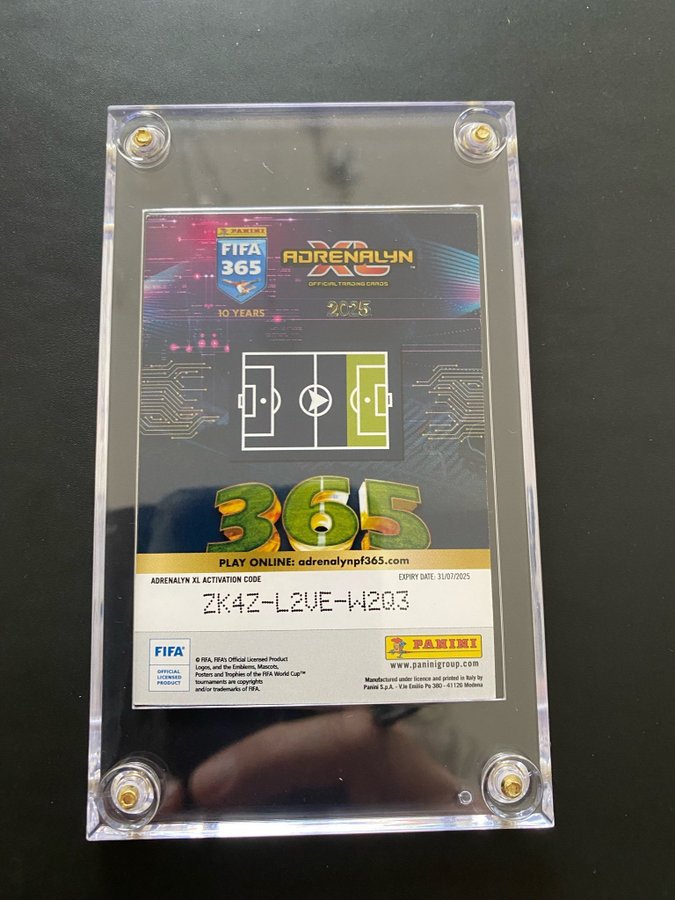 PANINI
FIFA
365
10 YEARS
ADRENALYN
XL™
OFFICIAL TRADING CARDS
2025
365
PLAY ONLINE: adrenalynpf365.com
ADRENALYN XL ACTIVATION CODE
EXPIRY DATE: 31/07/2025
ZK4Z-L2VE-W2Q3
FIFA®
OFFICIAL
LICENSED
PRODUCT
© FIFA, FIFA's Official Licensed Product
Logos, and the Emblems, Mascots,
Posters and Trophies of the FIFA World Cup™
tournaments are copyrights
and/or trademarks of FIFA.
PANINI
www.paninigroup.com
Manufactured under licence and printed in Italy by
Panini S.p.A. - V.le Emilio Po 380 - 41126 Modena